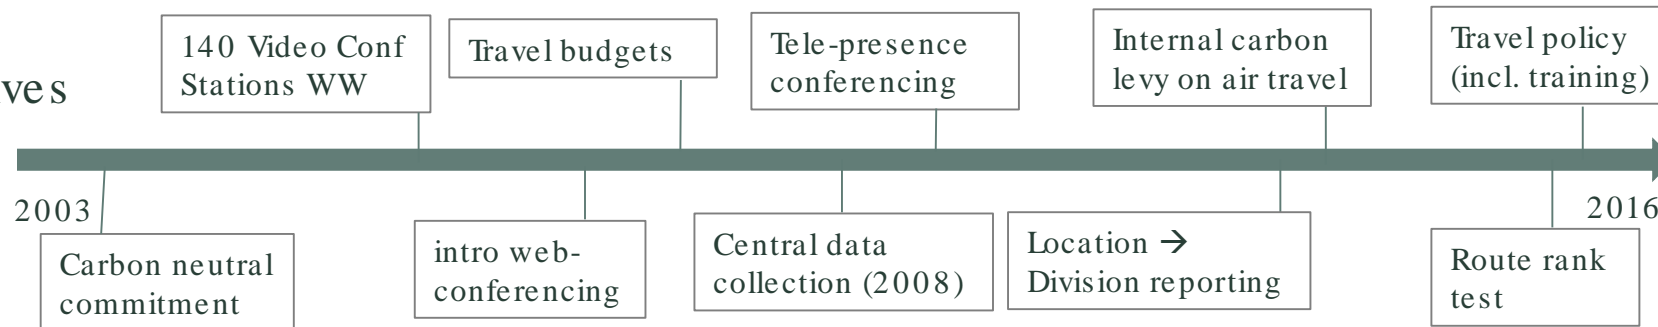 ves
140 Video Conf
Stations WW
Travel budgets
Tele-presence
conferencing
Internal carbon
levy on air travel
Travel policy
(incl. training)
2003
2016
Carbon neutral
commitment
intro web-
conferencing
Central data
collection (2008)
Location →
Division reporting
Route rank
test